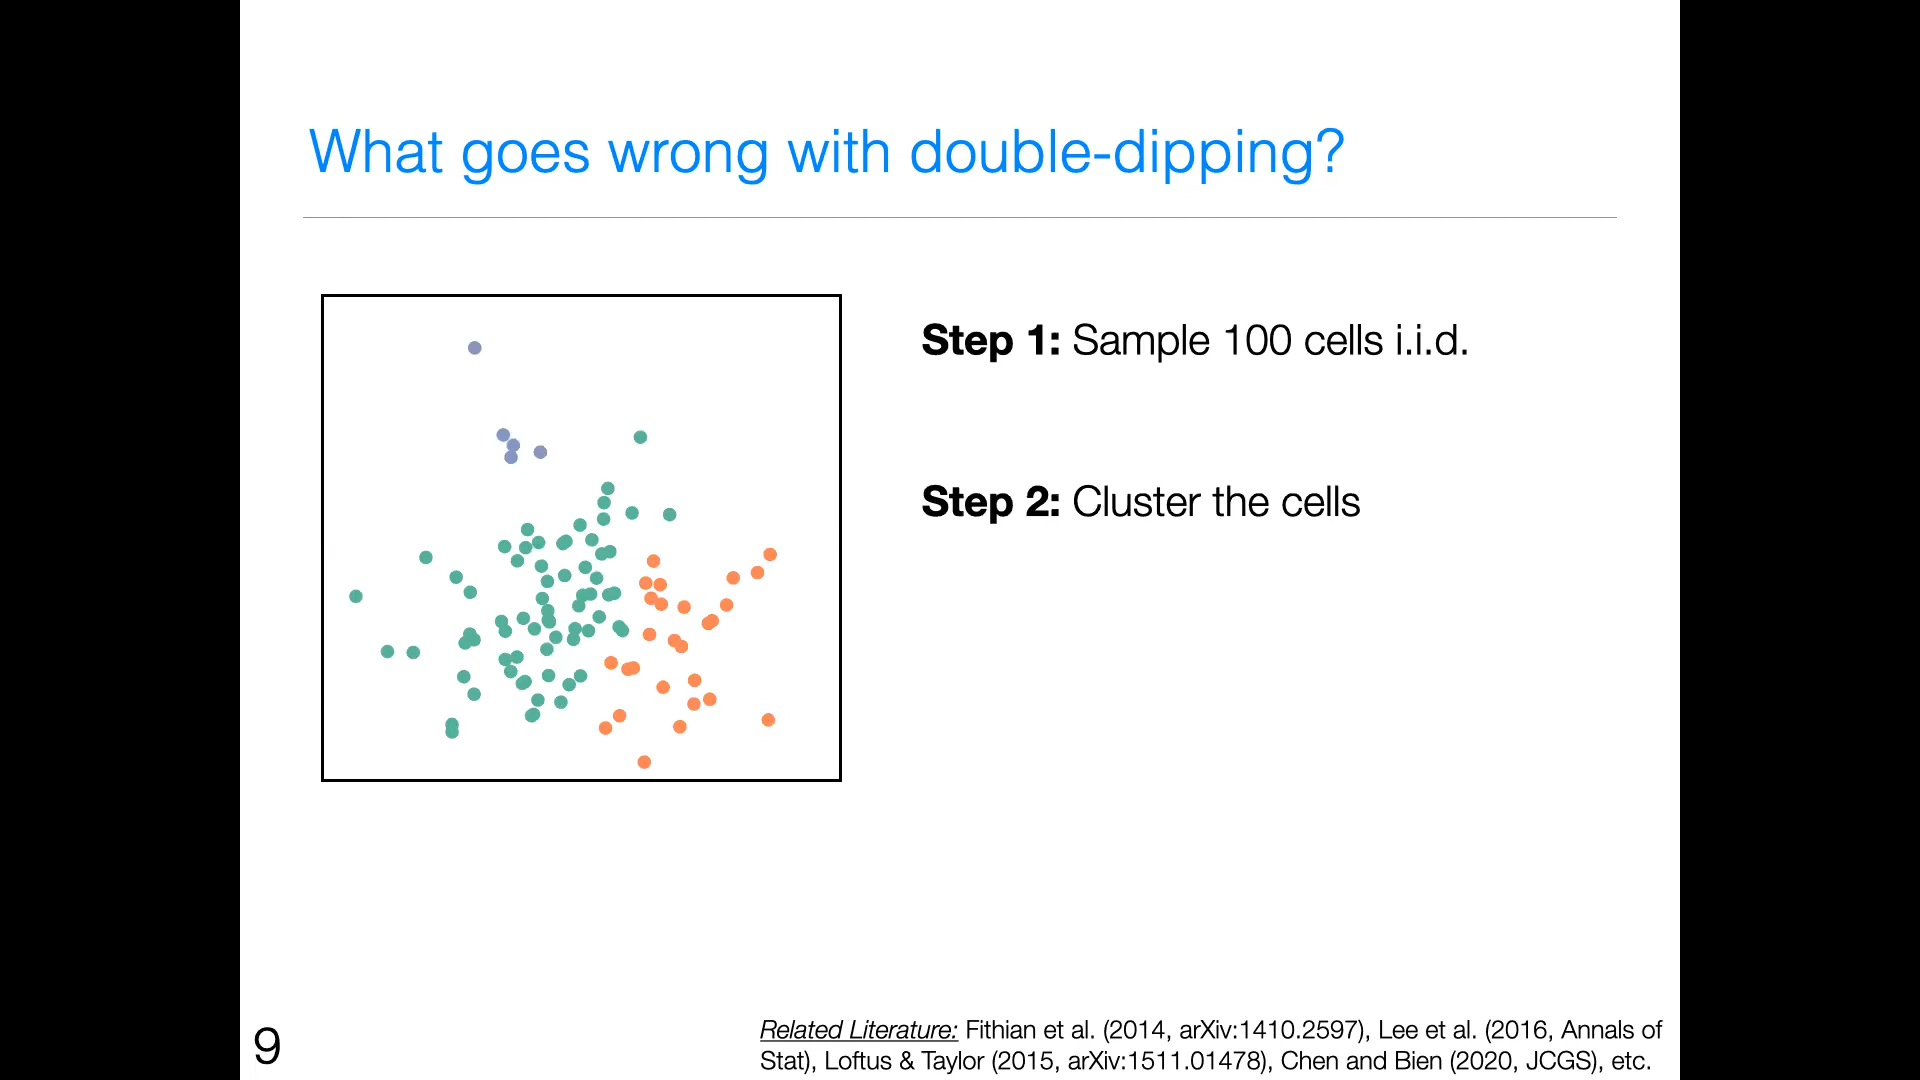 What goes wrong with double-dipping?
Step 1: Sample 100 cells i.i.d.
Step 2: Cluster the cells
9
Related Literature: Fithian et al. (2014, arXiv:1410.2597), Lee et al. (2016, Annals of
Stat), Loftus & Taylor (2015, arXiv:1511.01478), Chen and Bien (2020, JCGS), etc.